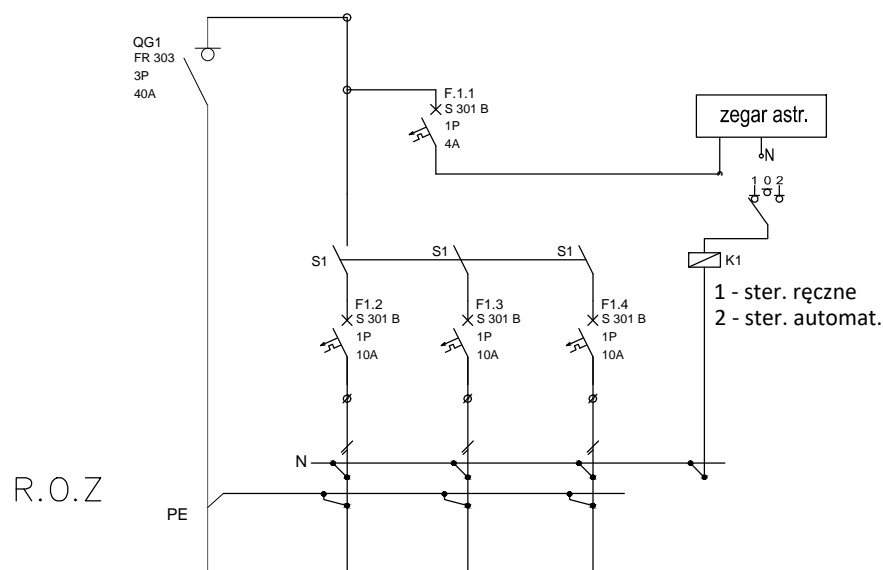 QG1
FR 303
3P
40A
F.1.1
S 301 B
1P
4A
zegar astr.
N
1 0 2
S1
S1
S1
K1
1 - ster. ręczne
2 - ster. automat.
F1.2
S 301 B
1P
10A
F1.3
S 301 B
1P
10A
F1.4
S 301 B
1P
10A
N
R.O.Z
PE